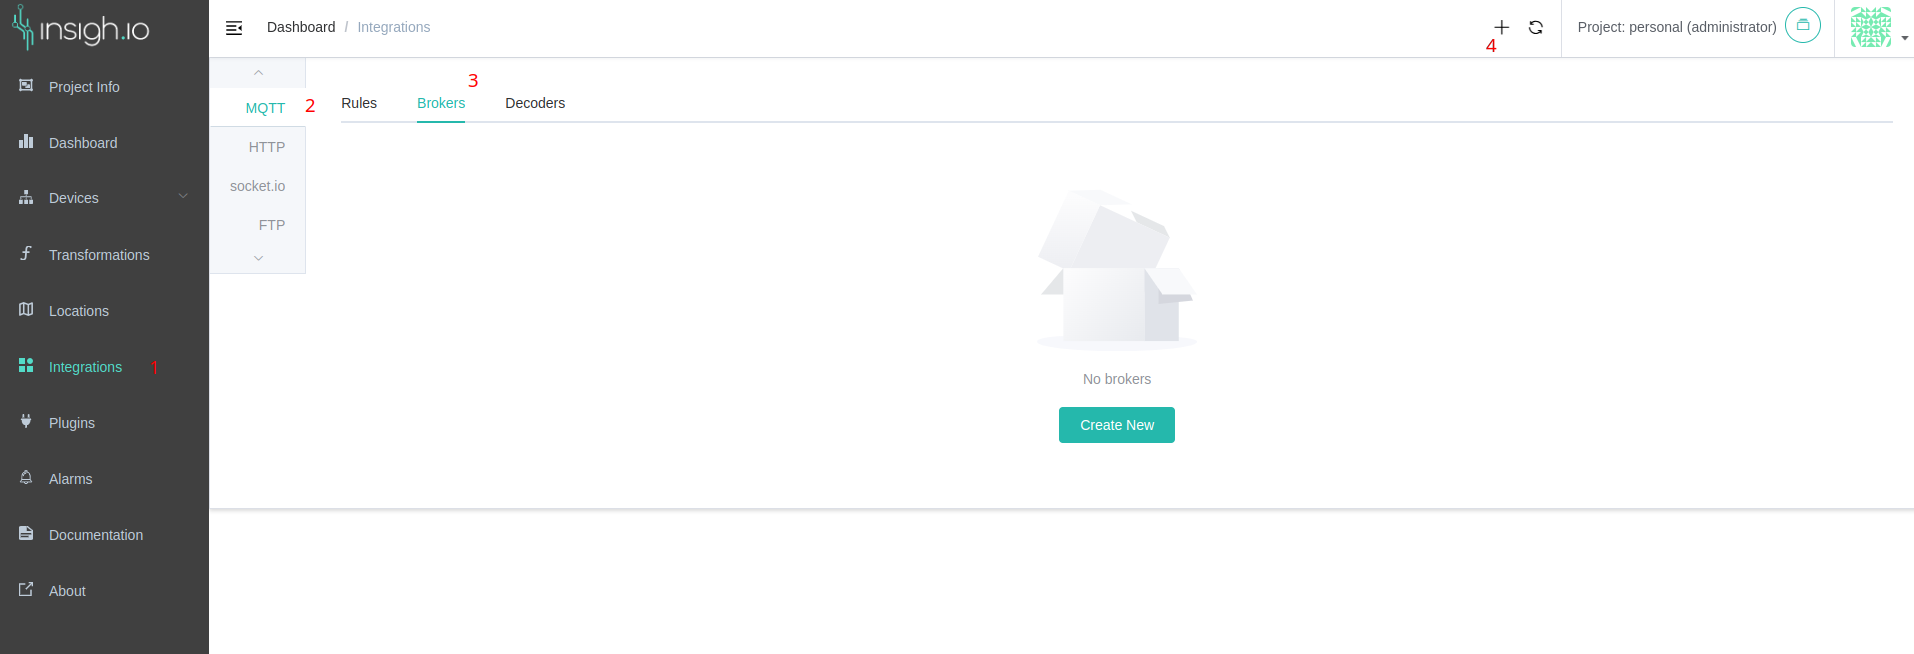 insigh.io
Dashboard / Integrations
4
Project: personal (administrator)
Project Info
Dashboard
Devices
Transformations
Locations
Integrations 1
Plugins
Alarms
Documentation
About
MQTT 2
HTTP
socket.io
FTP
3
Rules Brokers Decoders
No brokers
Create New